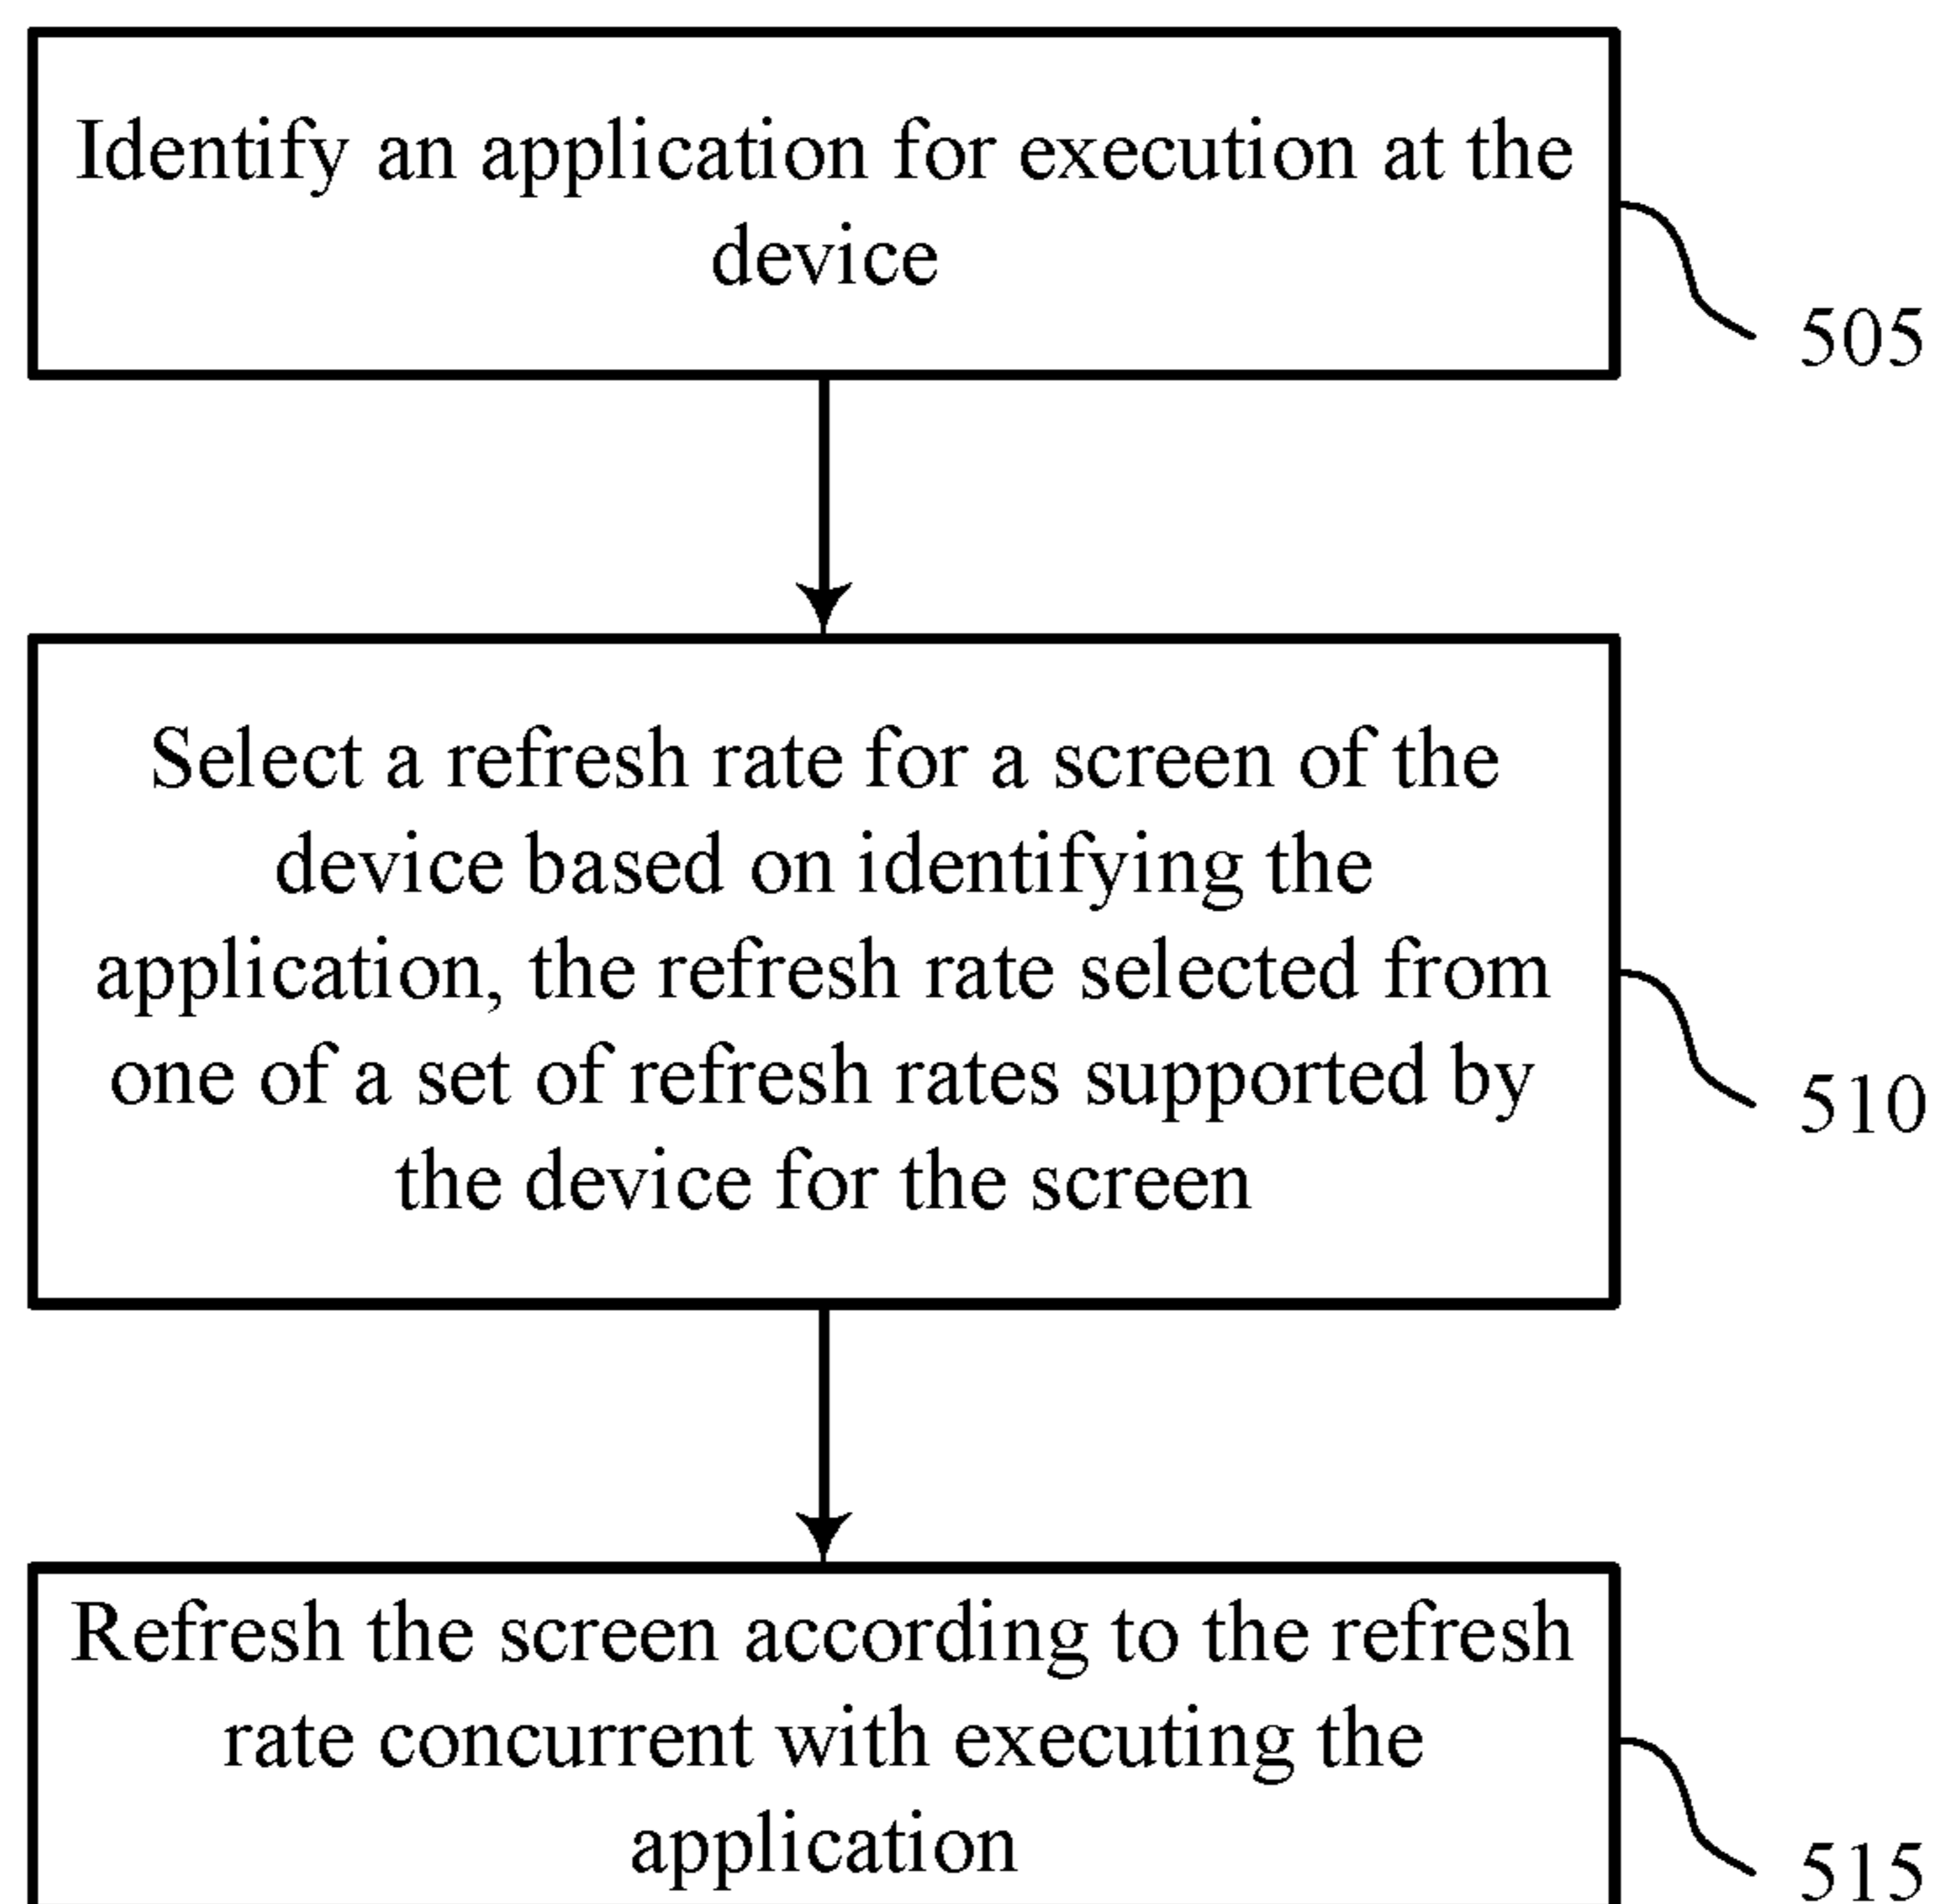 Identify an application for execution at the
device
505
Select a refresh rate for a screen of the
device based on identifying the
application, the refresh rate selected from
one of a set of refresh rates supported by
the device for the screen
510
Refresh the screen according to the refresh
rate concurrent with executing the
application
515